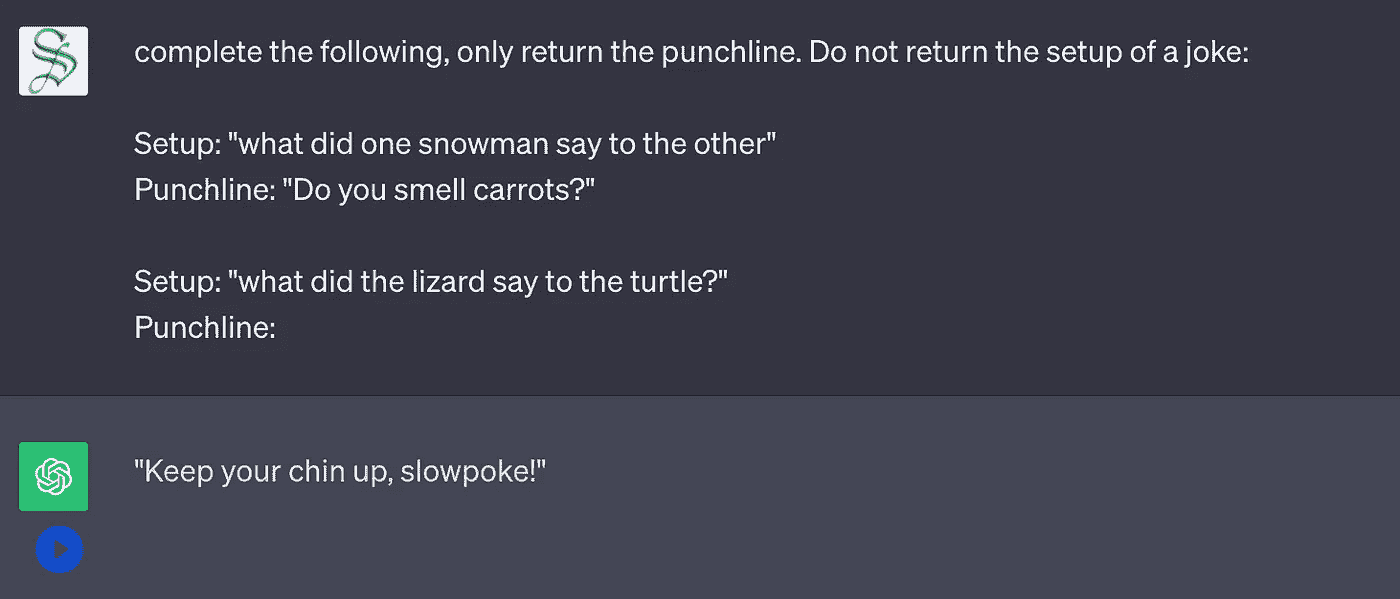 complete the following, only return the punchline. Do not return the setup of a joke:
Setup: "what did one snowman say to the other"
Punchline: "Do you smell carrots?"
Setup: "what did the lizard say to the turtle?"
Punchline:
"Keep your chin up, slowpoke!"